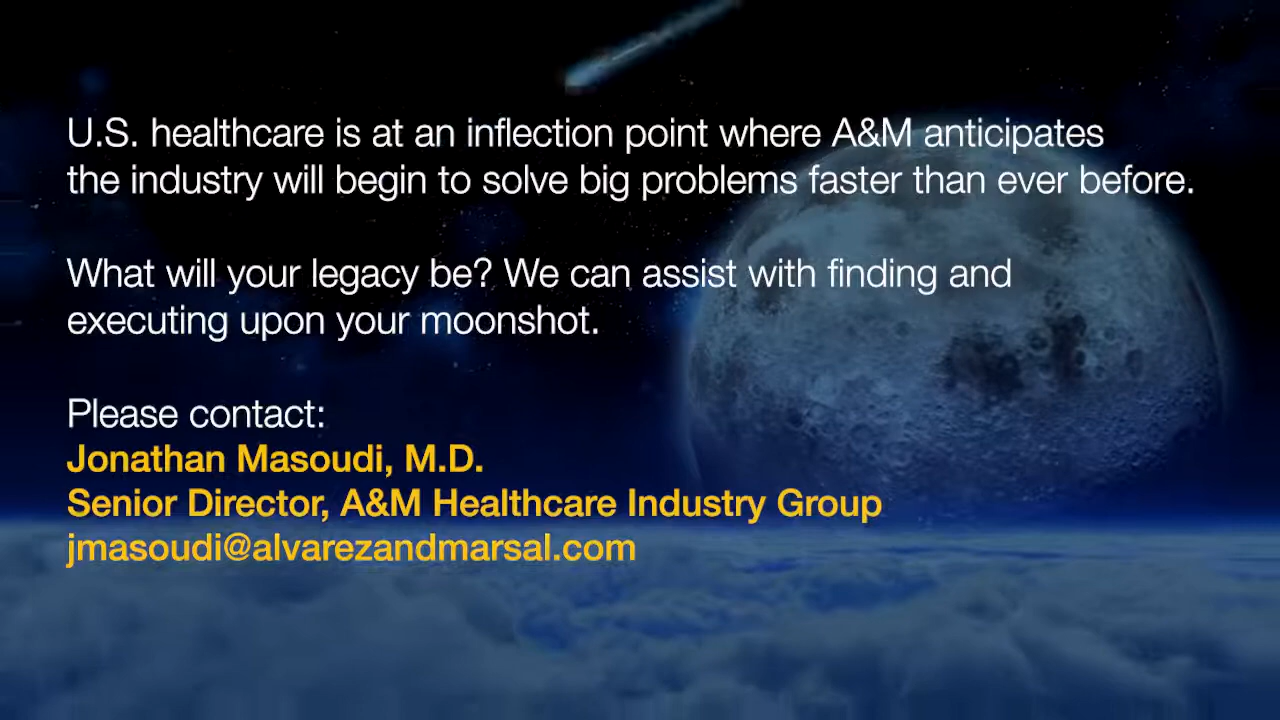 U.S. healthcare is at an inflection point where A&M anticipates
the industry will begin to solve big problems faster than ever before.
What will your legacy be? We can assist with finding and
executing upon your moonshot.
Please contact:
Jonathan Masoudi, M.D.
Senior Director, A&M Healthcare Industry Group
jmasoudi@alvarezandmarsal.com